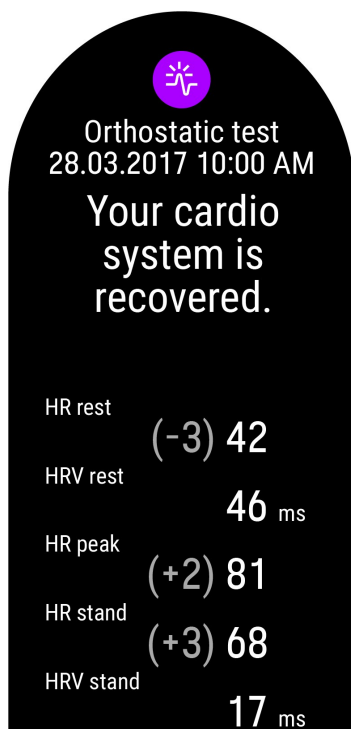 Orthostatic test
28.03.2017 10:00 AM
Your cardio
system is
recovered.
HR rest
(-3) 42
HRV rest
46 ms
HR peak
(+2) 81
HR stand
(+3) 68
HRV stand
17 ms